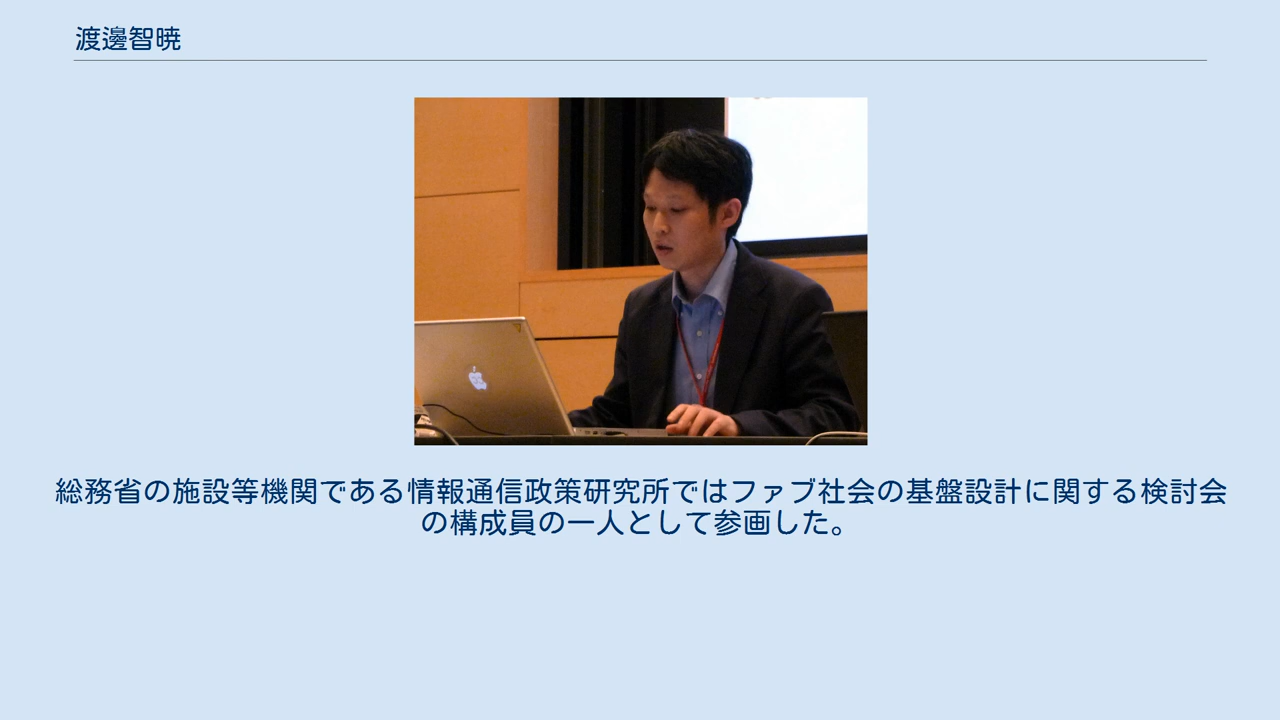 渡邊智暁
総務省の施設等機関である情報通信政策研究所ではファブ社会の基盤設計に関する検討会
の構成員の一人として参画した。